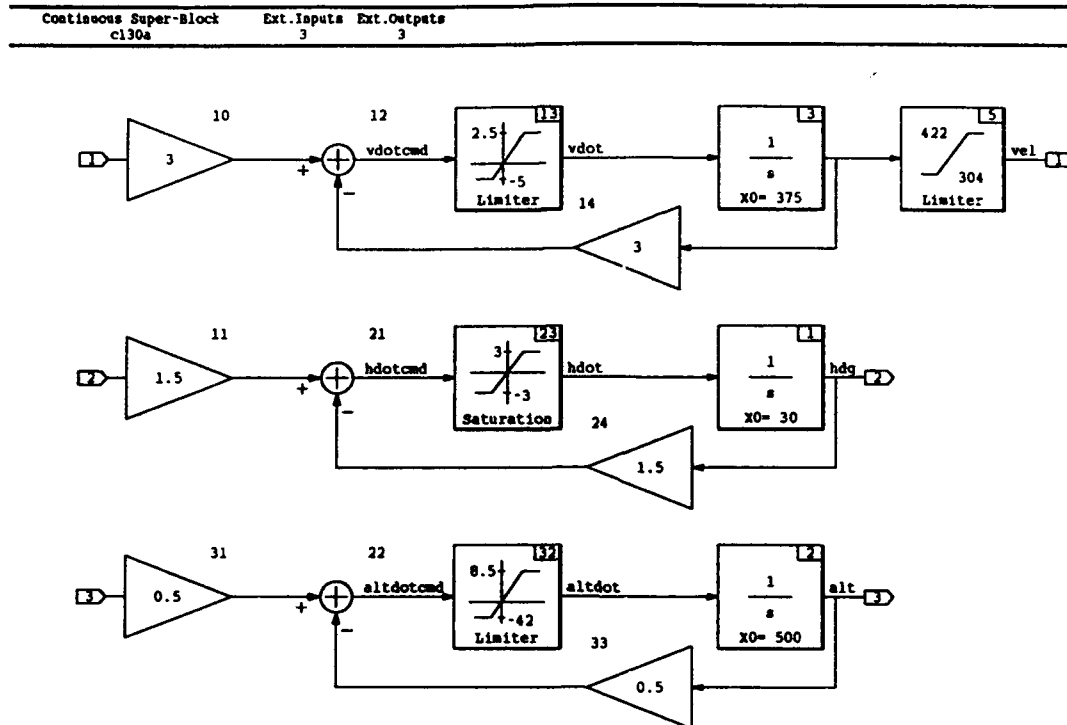 Continuous Super-Block Ext.Inputs Ext.Outputs
c130a 3 3
10 12 13 3 5
1 3 + − vdotcmd 2.5 -5 Limiter vdot 1 s X0= 375 422 304 Limiter vel 1
14
3
11 21 23 1
2 1.5 + − hdotcmd 3 -3 Saturation hdot 1 s X0= 30 hdg 2
24
1.5
31 22 32 2
3 0.5 + − altdotcmd 8.5 -42 Limiter altdot 1 s X0= 500 alt 3
33
0.5